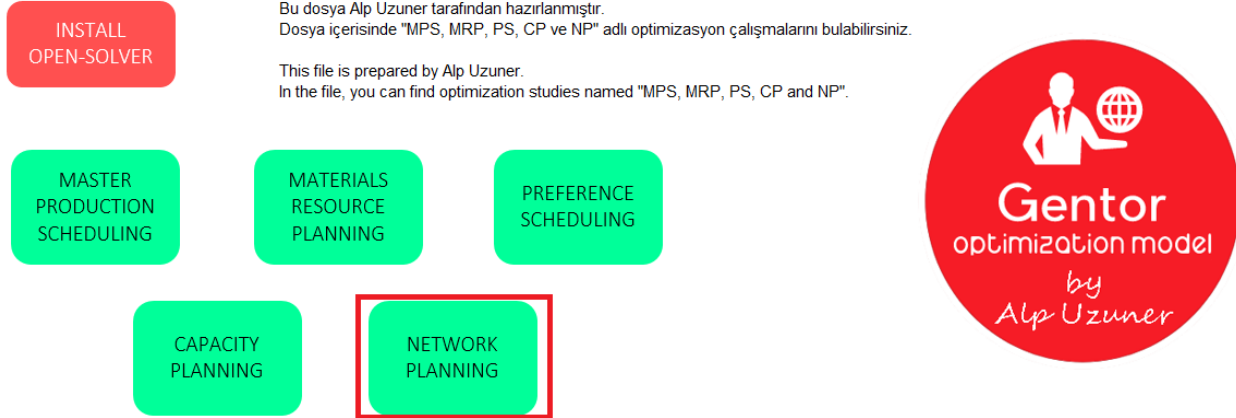 INSTALL
OPEN-SOLVER
Bu dosya Alp Uzuner tarafından hazırlanmıştır.
Dosya içerisinde "MPS, MRP, PS, CP ve NP" adlı optimizasyon çalışmalarını bulabilirsiniz.
This file is prepared by Alp Uzuner.
In the file, you can find optimization studies named "MPS, MRP, PS, CP and NP".
MASTER
PRODUCTION
SCHEDULING
MATERIALS
RESOURCE
PLANNING
PREFERENCE
SCHEDULING
CAPACITY
PLANNING
NETWORK
PLANNING
Gentor
optimization model
by
Alp Uzuner